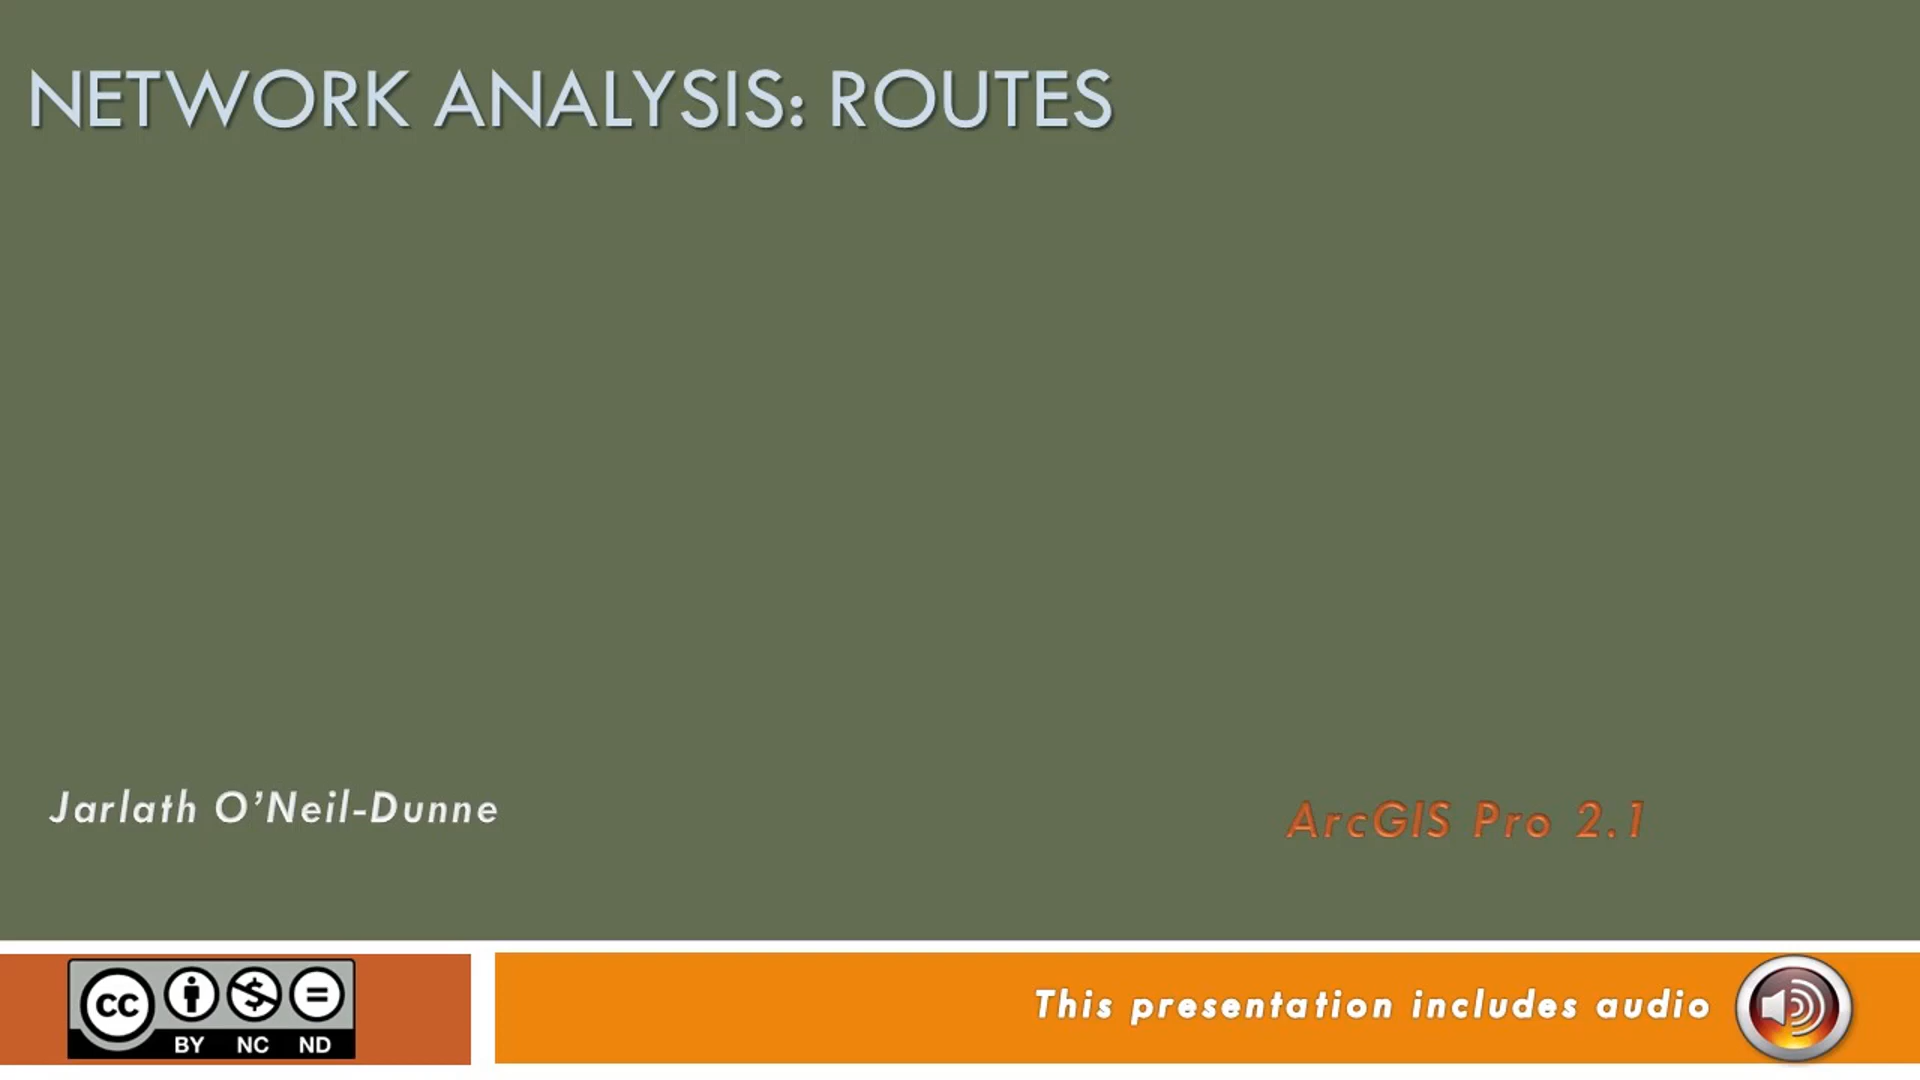 NETWORK ANALYSIS: ROUTES
Jarlath O’Neil-Dunne
ArcGIS Pro 2.1
cc
BY NC ND
This presentation includes audio